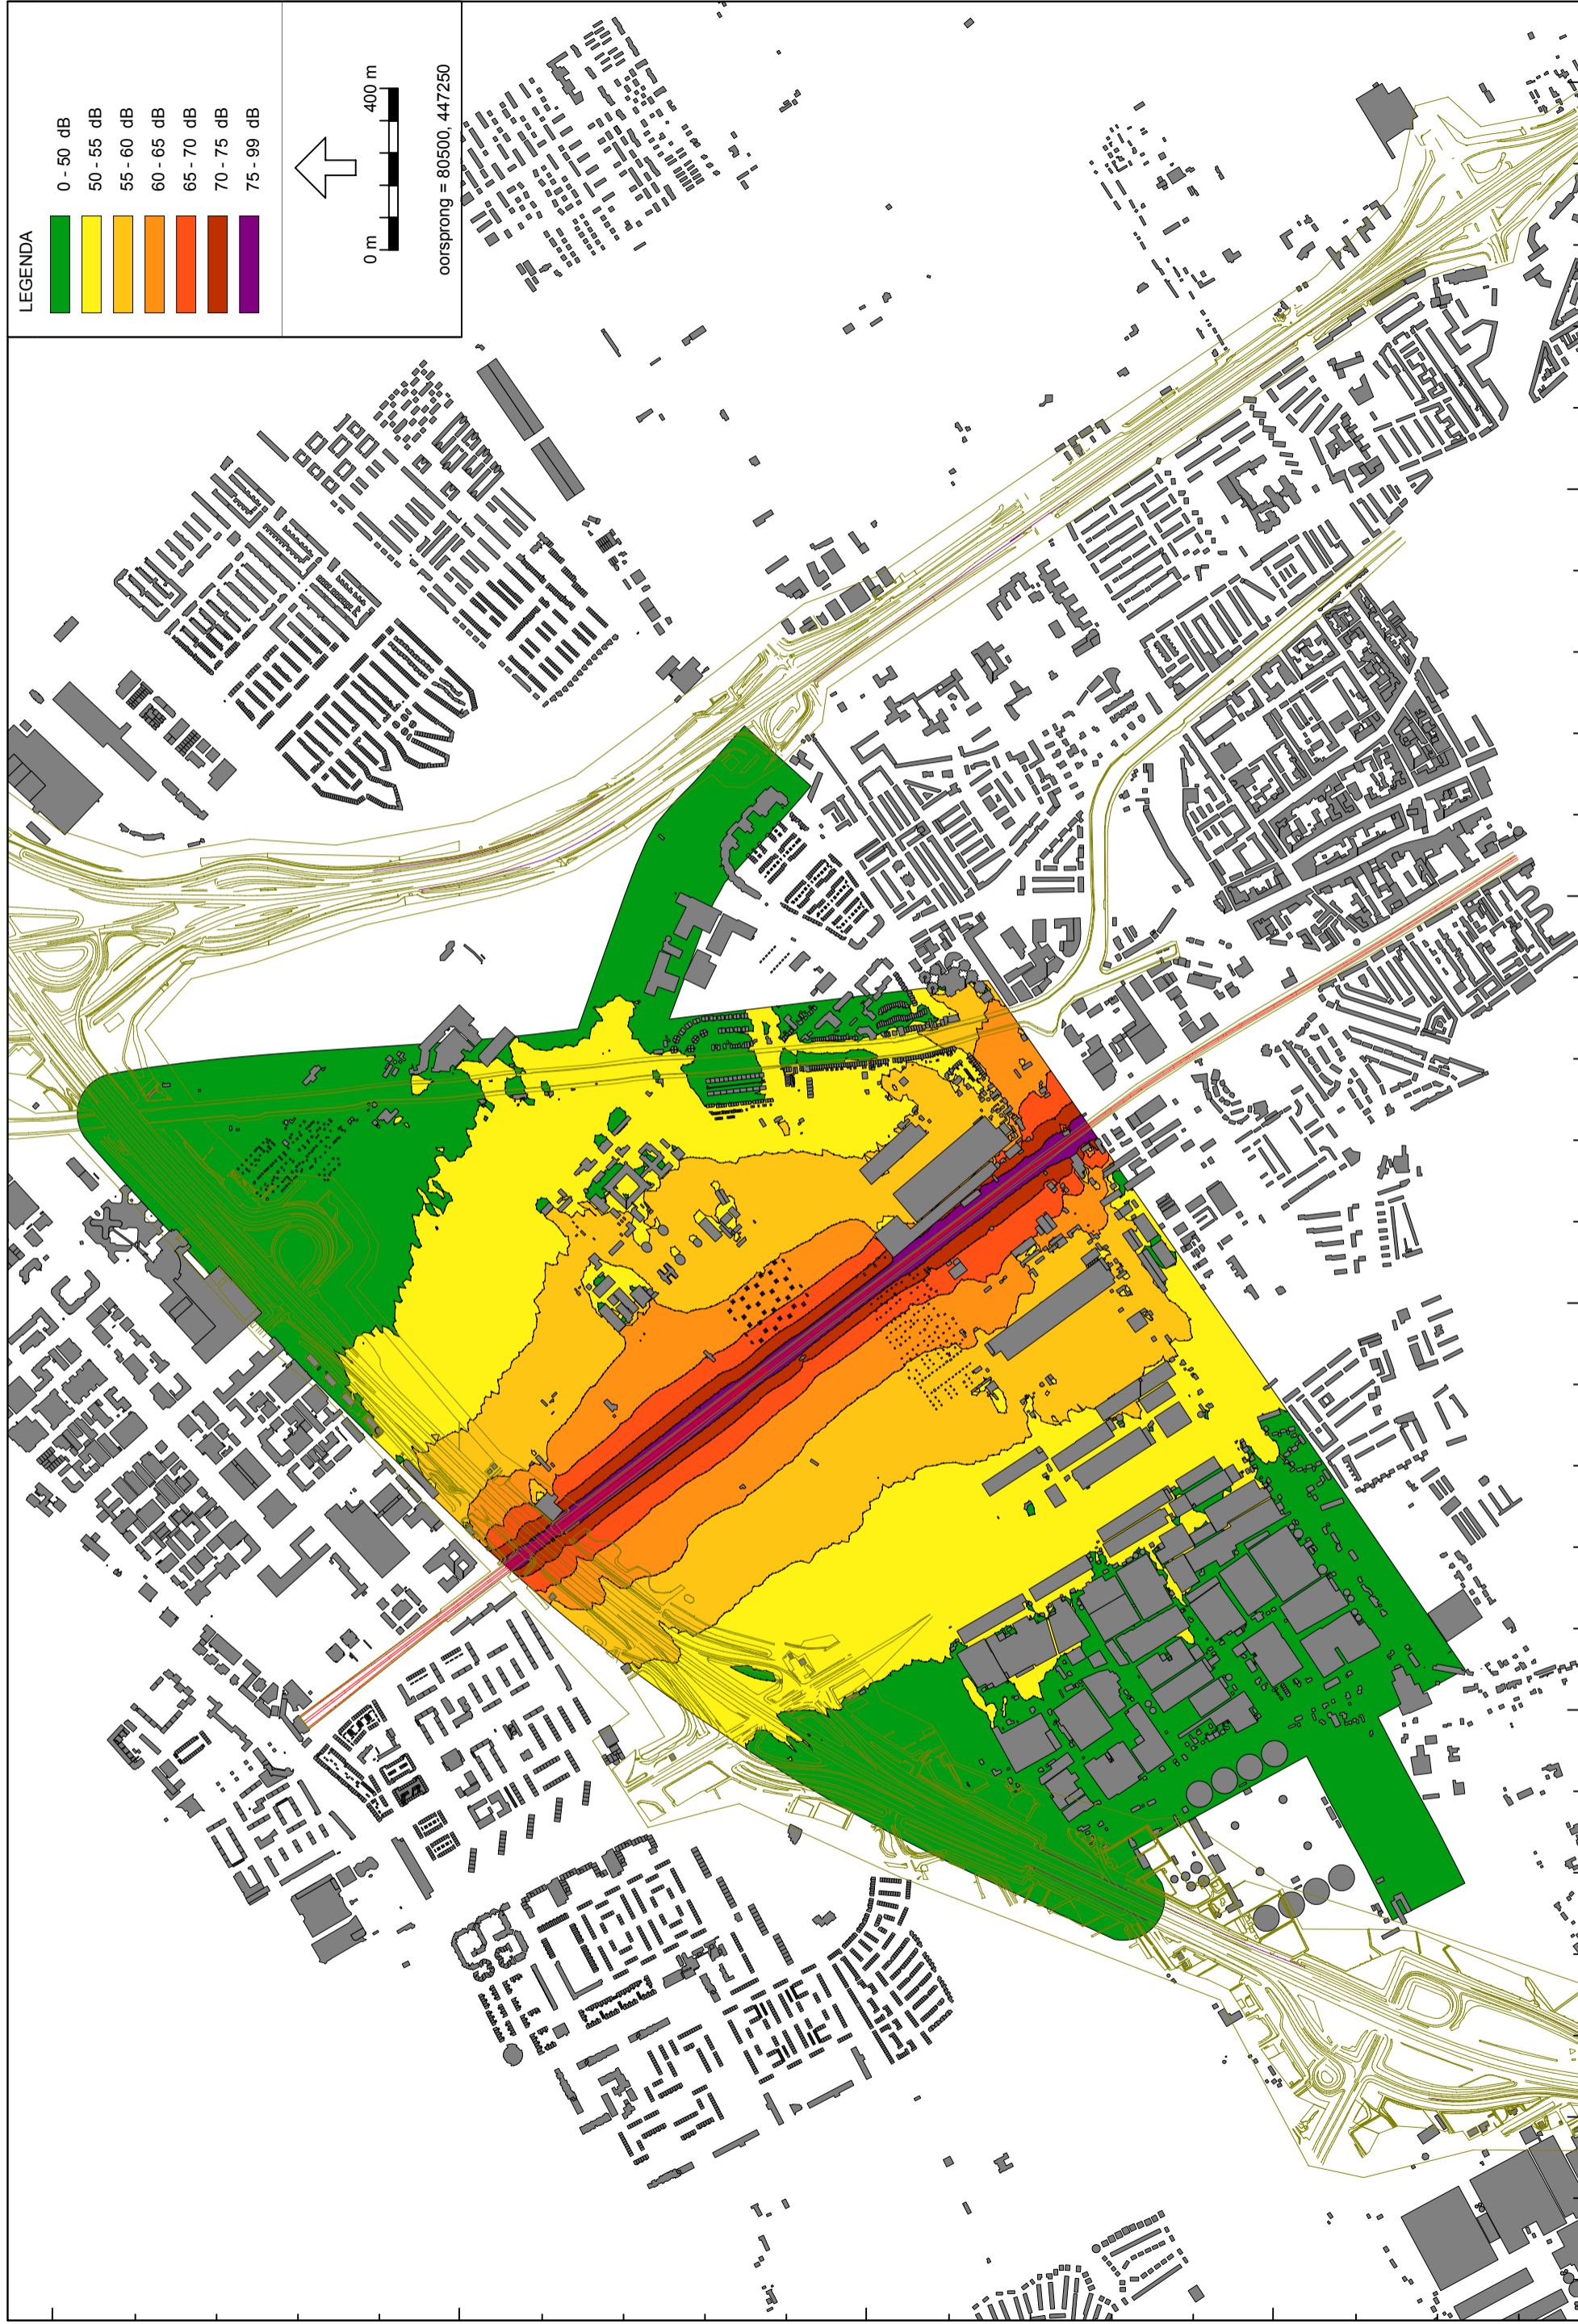 LEGENDA
0 - 50 dB
50 - 55 dB
55 - 60 dB
60 - 65 dB
65 - 70 dB
70 - 75 dB
75 - 99 dB
0 m
400 m
oorsprong = 80500, 447250